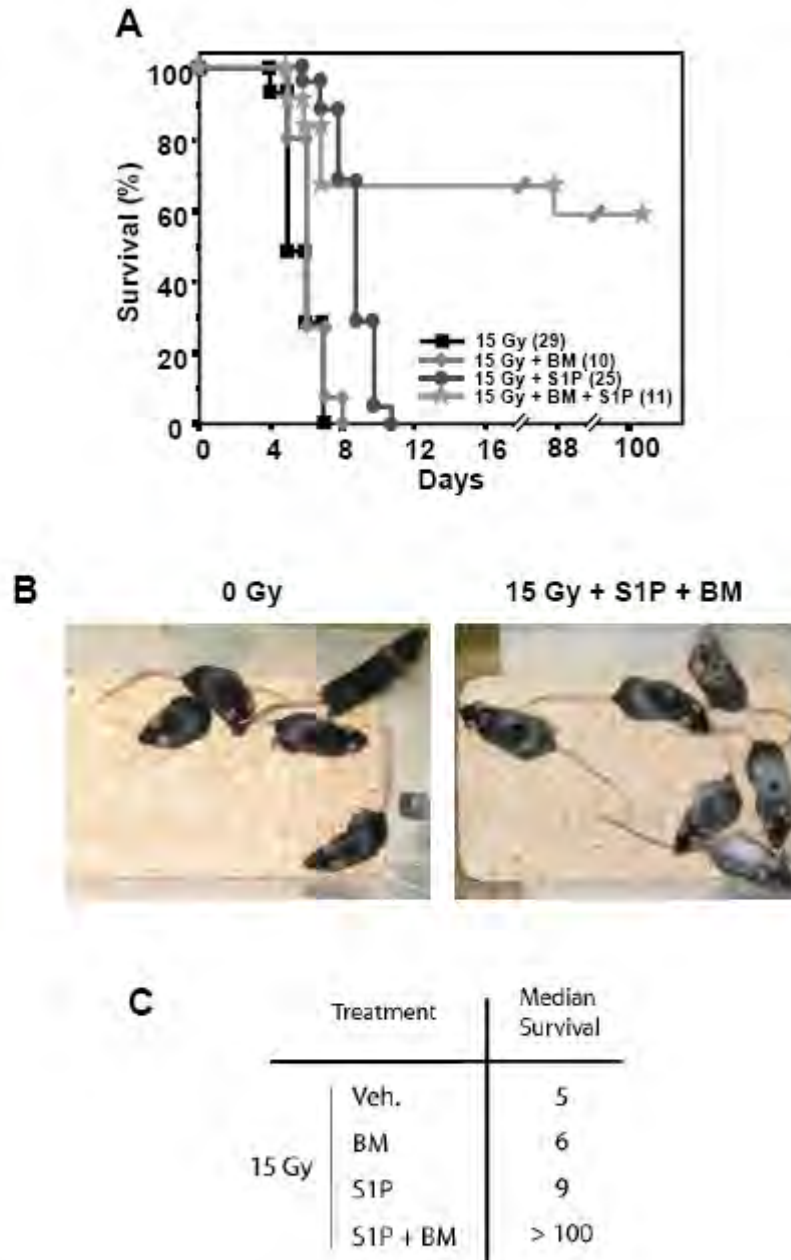 A
Survival (%)
100
80
60
40
20
0
15 Gy (29)
15 Gy + BM (10)
15 Gy + S1P (25)
15 Gy + BM + S1P (11)
0 4 8 12 16 88 100
Days
B
0 Gy 15 Gy + S1P + BM
C
Treatment Median Survival
15 Gy
Veh. 5
BM 6
S1P 9
S1P + BM > 100